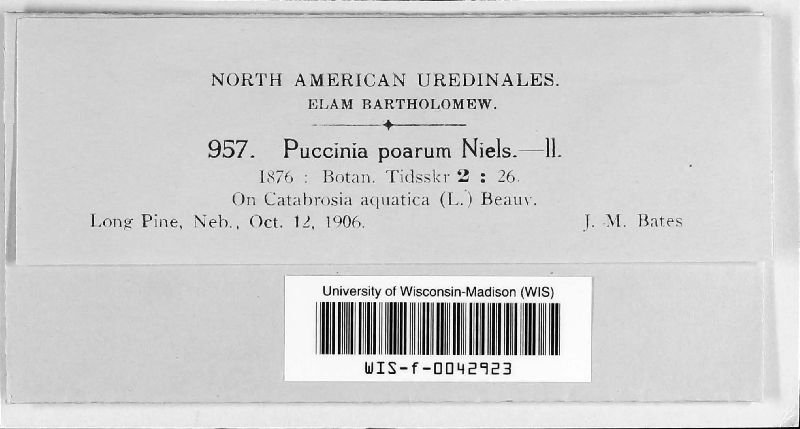 NORTH AMERICAN UREDINALES.
ELAM BARTHOLOMEW.
957. Puccinia poarum Niels.—II.
1876 : Botan. Tidsskr 2 : 26.
On Catabrosia aquatica (L.) Beauv.
Long Pine, Neb., Oct. 12, 1906. J. M. Bates
University of Wisconsin-Madison (WIS)
WIS-f-0042923